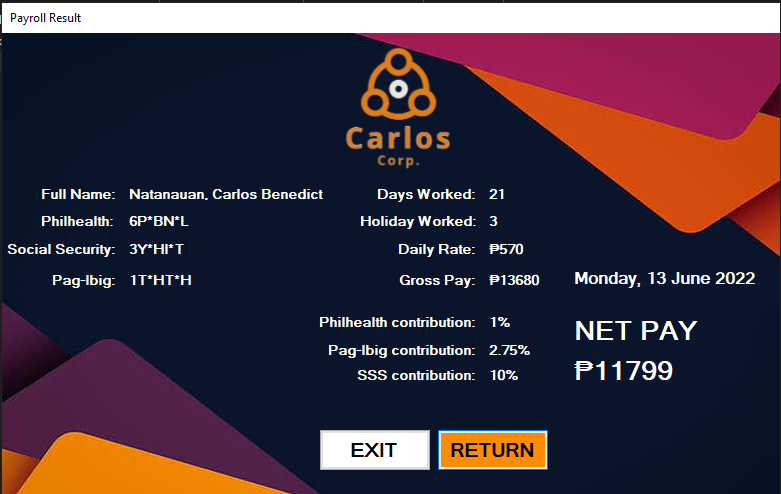 Payroll Result
Carlos
Corp.
Full Name: Natanauan, Carlos Benedict
Philhealth: 6P*BN*L
Social Security: 3Y*HI*T
Pag-Ibig: 1T*HT*H
Days Worked: 21
Holiday Worked: 3
Daily Rate: ₱570
Gross Pay: ₱13680
Philhealth contribution: 1%
Pag-Ibig contribution: 2.75%
SSS contribution: 10%
Monday, 13 June 2022
NET PAY
₱11799
EXIT
RETURN